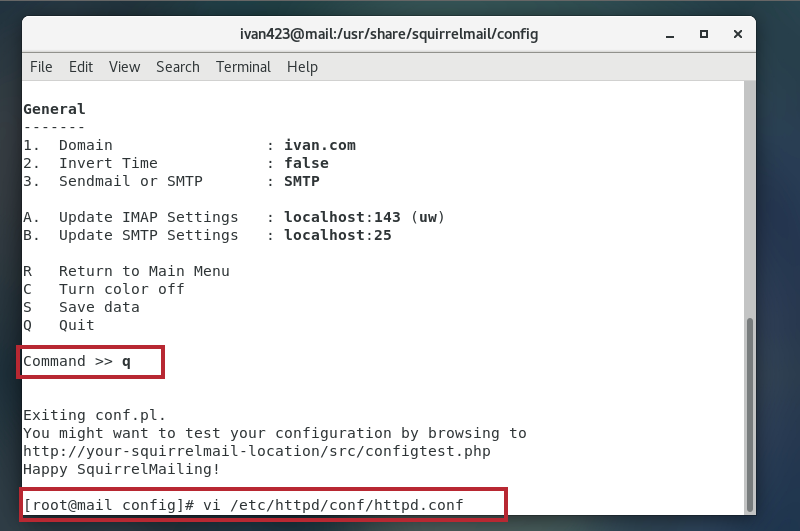 ivan423@mail:/usr/share/squirrelmail/config
File Edit View Search Terminal Help
General
-------
1.  Domain                 : ivan.com
2.  Invert Time            : false
3.  Sendmail or SMTP       : SMTP
A.  Update IMAP Settings   : localhost:143 (uw)
B.  Update SMTP Settings   : localhost:25
R   Return to Main Menu
C   Turn color off
S   Save data
Q   Quit
Command >> q
Exiting conf.pl.
You might want to test your configuration by browsing to
http://your-squirrelmail-location/src/configtest.php
Happy SquirrelMailing!
[root@mail config]# vi /etc/httpd/conf/httpd.conf